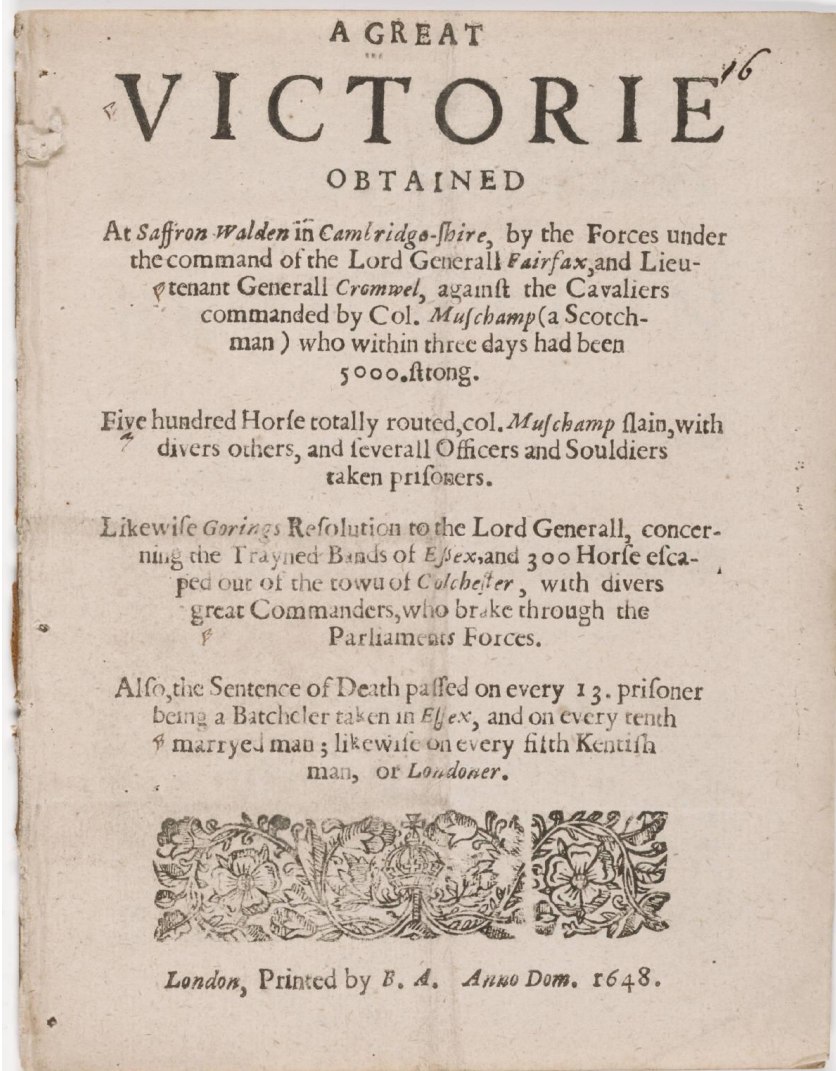 A GREAT
16
VICTORIE
OBTAINED
At Saffron Walden in Cambridge-ſhire, by the Forces under
the command of the Lord Generall Fairfax, and Lieu-
tenant Generall Cromwel, againſt the Cavaliers
commanded by Col. Muſchamp (a Scotch-
man ) who within three days had been
5000. ſtrong.
Five hundred Horſe totally routed, col. Muſchamp ſlain, with
divers others, and ſeverall Officers and Souldiers
taken priſoners.
Likewiſe Gorings Reſolution to the Lord Generall, concer-
ning the Trayned Bands of Eſſex, and 300 Horſe eſca-
ped out of the towu of Colcheſter, with divers
great Commanders, who brake through the
Parliaments Forces.
Alſo, the Sentence of Death paſſed on every 13. priſoner
being a Batcheler taken in Eſſex, and on every tenth
marryed man ; likewiſe on every fifth Kentiſh
man, or Londoner.
London, Printed by B. A. Anno Dom. 1648.